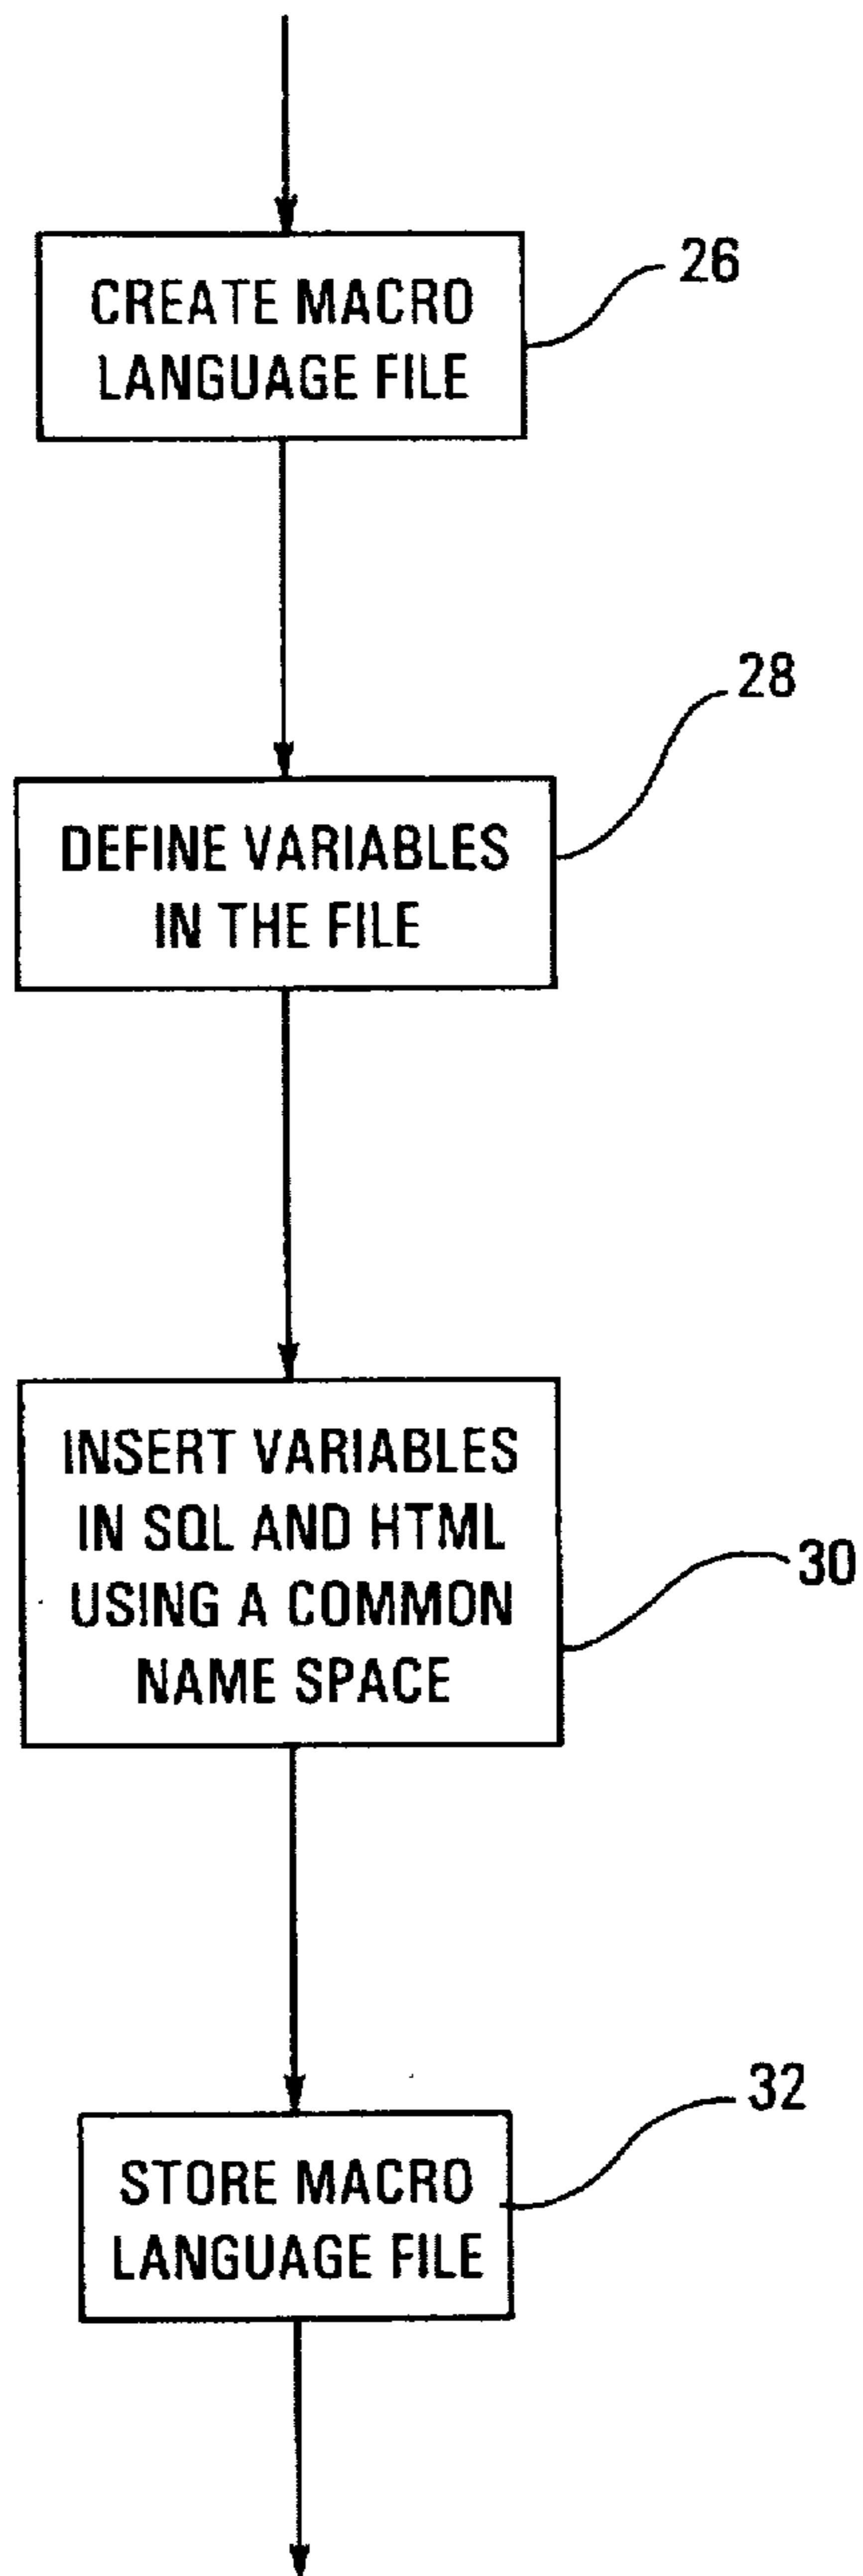 CREATE MACRO
LANGUAGE FILE
26
DEFINE VARIABLES
IN THE FILE
28
INSERT VARIABLES
IN SQL AND HTML
USING A COMMON
NAME SPACE
30
STORE MACRO
LANGUAGE FILE
32